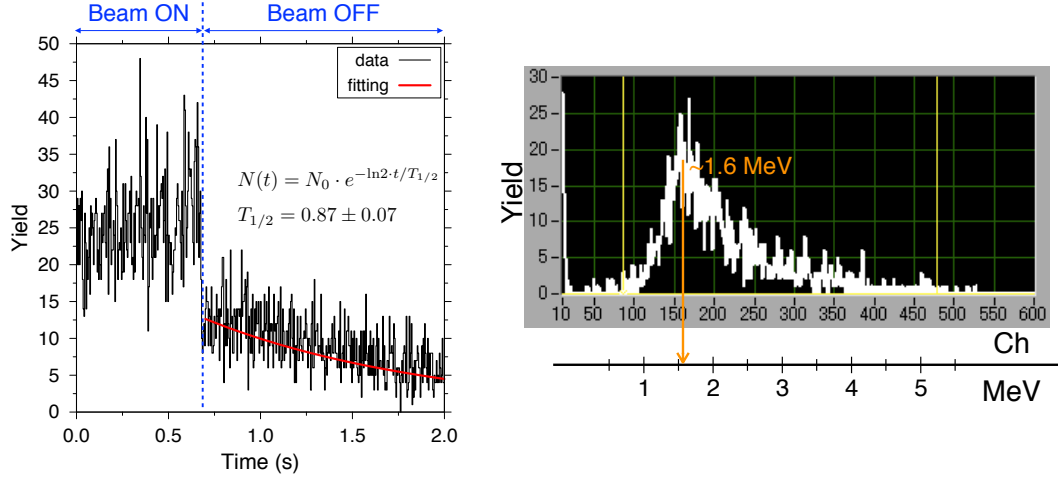 Beam ON
Beam OFF
50
45
40
35
30
25
20
15
10
5
0
Yield
data
fitting
N(t) = N₀ · e^{−ln2·t/T_{1/2}}
T_{1/2} = 0.87 ± 0.07
0.0 0.5 1.0 1.5 2.0
Time (s)
30
25
20
15
10
5
0
Yield
~1.6 MeV
10 50 100 150 200 250 300 350 400 450 500 550 600
Ch
1 2 3 4 5
MeV